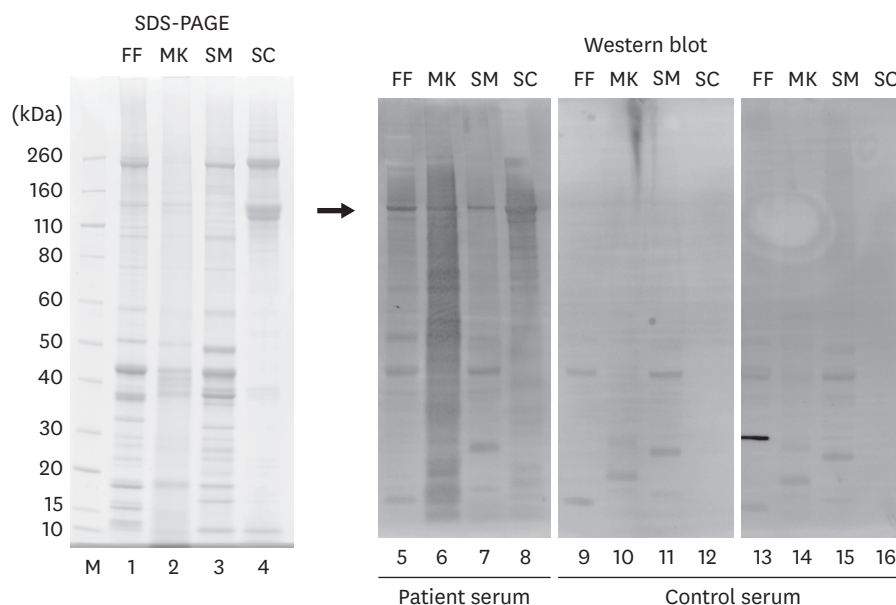 SDS-PAGE
FF MK SM SC
(kDa)
260
160
110
80
60
50
40
30
20
15
10
M 1 2 3 4
Western blot
FF MK SM SC FF MK SM SC FF MK SM SC
5 6 7 8 9 10 11 12 13 14 15 16
Patient serum Control serum